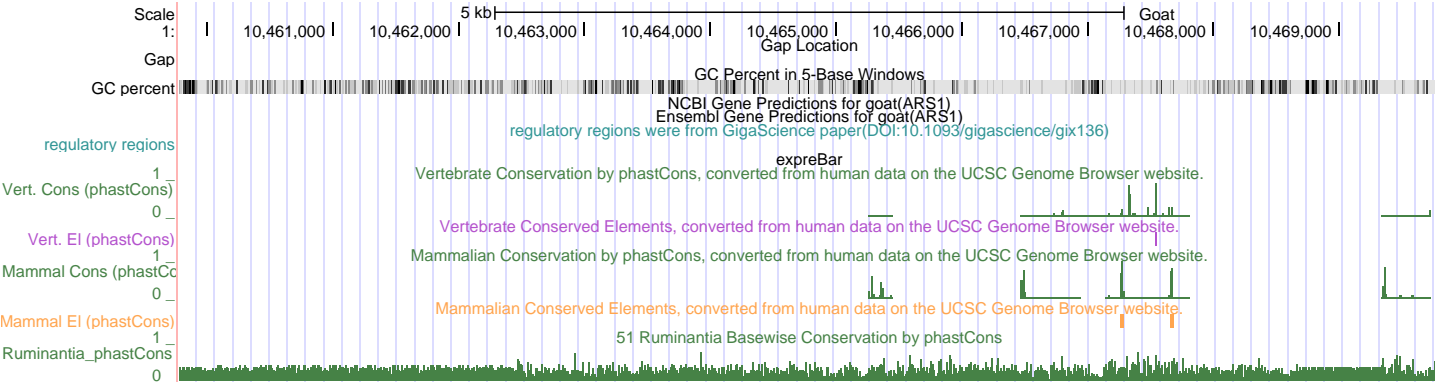 Scale 5 kb Goat
1: 10,461,000 10,462,000 10,463,000 10,464,000 10,465,000 10,466,000 10,467,000 10,468,000 10,469,000
Gap Location
Gap
GC Percent in 5-Base Windows
GC percent
NCBI Gene Predictions for goat(ARS1)
Ensembl Gene Predictions for goat(ARS1)
regulatory regions were from GigaScience paper(DOI:10.1093/gigascience/gix136)
regulatory regions
expreBar
Vertebrate Conservation by phastCons, converted from human data on the UCSC Genome Browser website.
1 _
Vert. Cons (phastCons)
0 _
Vertebrate Conserved Elements, converted from human data on the UCSC Genome Browser website.
Vert. El (phastCons)
Mammalian Conservation by phastCons, converted from human data on the UCSC Genome Browser website.
1 _
Mammal Cons (phastCc
0 _
Mammalian Conserved Elements, converted from human data on the UCSC Genome Browser website.
Mammal El (phastCons)
51 Ruminantia Basewise Conservation by phastCons
1 _
Ruminantia_phastCons
0